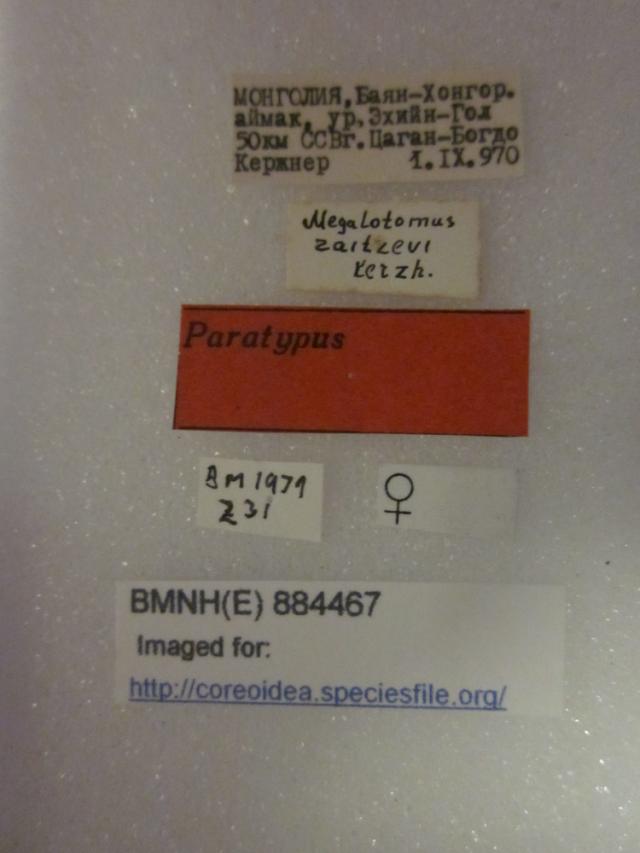 МОНГОЛИЯ, Баян-Хонгор.
аймак, ур. Эхийн-Гол
50км ССВг. Цаган-Богдо
Кержнер 1.IX.970
Megalotomus
zaitzevi
Kerzh.
Paratypus
BM 1979
Z31
♀
BMNH(E) 884467
Imaged for:
http://coreoidea.speciesfile.org/